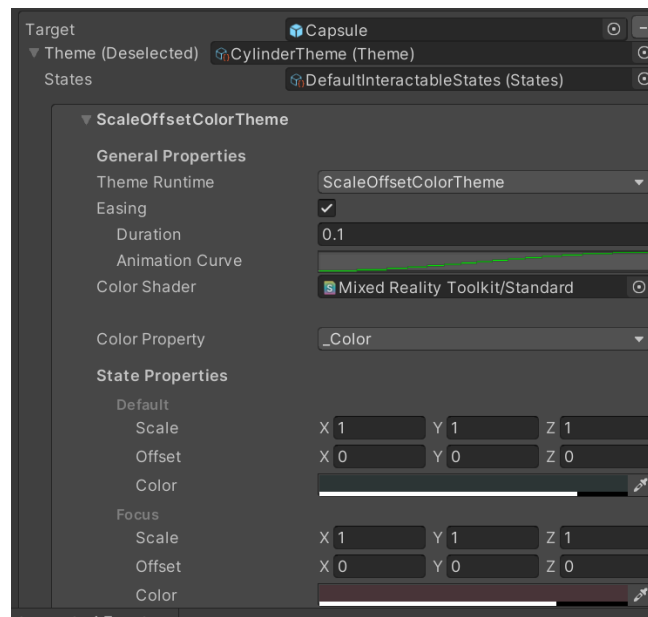 Target Capsule
Theme (Deselected) CylinderTheme (Theme)
States DefaultInteractableStates (States)
ScaleOffsetColorTheme
General Properties
Theme Runtime ScaleOffsetColorTheme
Easing
Duration 0.1
Animation Curve
Color Shader Mixed Reality Toolkit/Standard
Color Property _Color
State Properties
Default
Scale X 1 Y 1 Z 1
Offset X 0 Y 0 Z 0
Color
Focus
Scale X 1 Y 1 Z 1
Offset X 0 Y 0 Z 0
Color